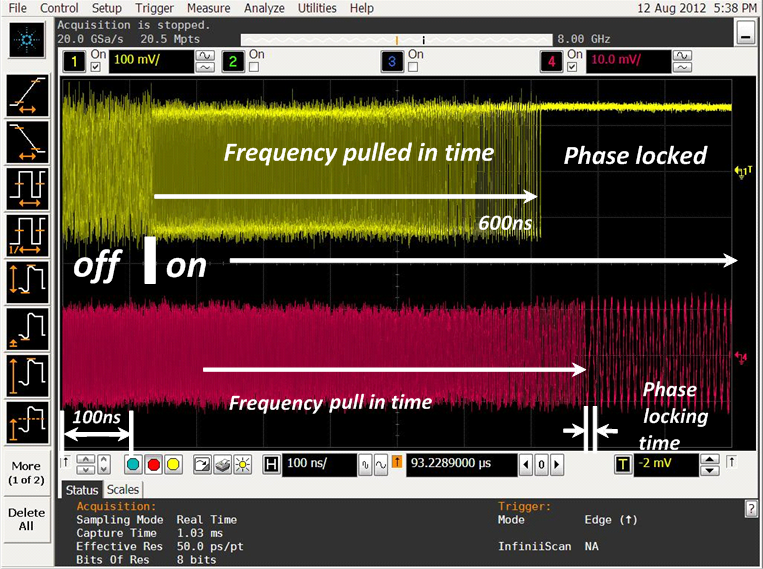 File Control Setup Trigger Measure Analyze Utilities Help 12 Aug 2012 5:38 PM
Acquisition is stopped.
20.0 GSa/s 20.5 Mpts 8.00 GHz
1 On 100 mV/ 2 On 3 On 4 On 10.0 mV/
Frequency pulled in time Phase locked
1T
600ns
off on
4
Frequency pull in time
Phase
locking
time
100ns
More
(1 of 2)
H 100 ns/ 93.2289000 µs 0 T -2 mV
Delete
All
Status Scales
?
Acquisition: Trigger:
Sampling Mode Real Time Mode Edge (↑)
Capture Time 1.03 ms
Effective Res 50.0 ps/pt InfiniiScan NA
Bits Of Res 8 bits